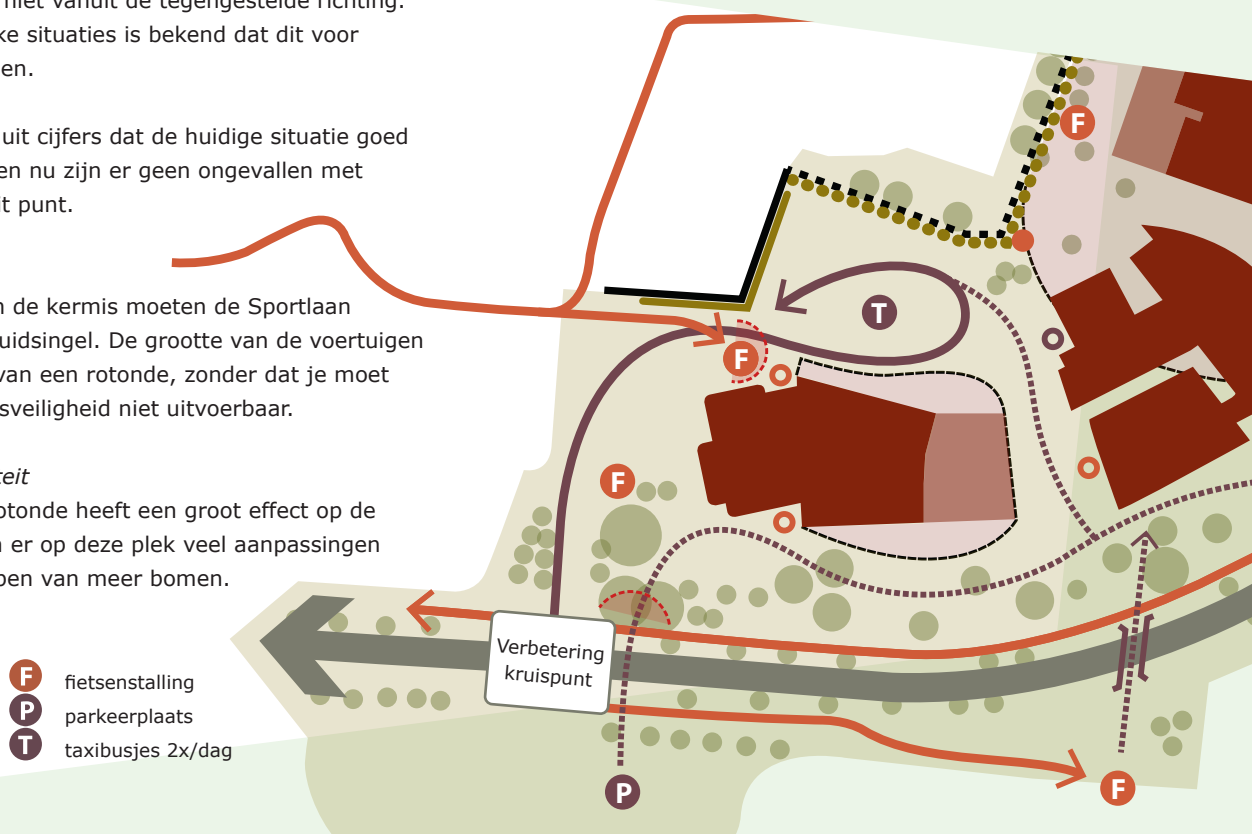 niet vanuit de tegengestelde richting.
ke situaties is bekend dat dit voor
en.
uit cijfers dat de huidige situatie goed
en nu zijn er geen ongevallen met
it punt.
n de kermis moeten de Sportlaan
uidsingel. De grootte van de voertuigen
van een rotonde, zonder dat je moet
sveiligheid niet uitvoerbaar.
teit
otonde heeft een groot effect op de
n er op deze plek veel aanpassingen
pen van meer bomen.
F
T
F
F
Verbetering
kruispunt
F fietsenstalling
P parkeerplaats
T taxibusjes 2x/dag
P
F